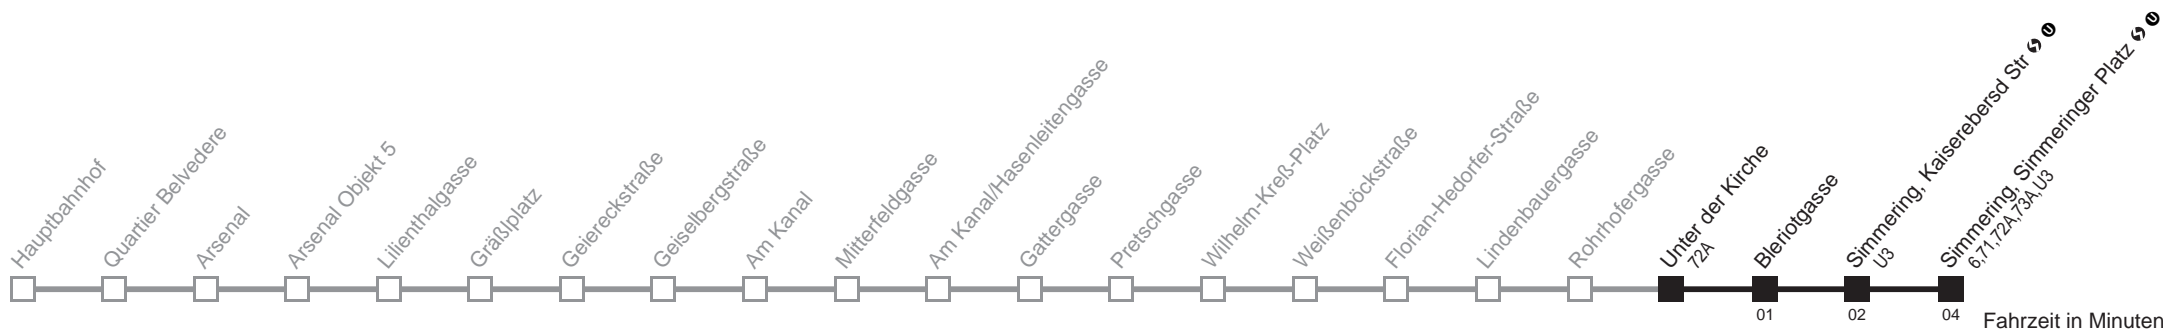 Hauptbahnhof
Quartier Belvedere
Arsenal
Arsenal Objekt 5
Lilienthalgasse
Gräßlplatz
Geiereckstraße
Geiselbergstraße
Am Kanal
Mitterfeldgasse
Am Kanal/Hasenleitengasse
Gattergasse
Pretschgasse
Wilhelm-Kreß-Platz
Weißenböckstraße
Florian-Hedorfer-Straße
Lindenbauergasse
Rohrhofergasse
Unter der Kirche
72A
Bleriotgasse
Simmering, Kaiserebersd Str S U
U3
Simmering, Simmeringer Platz S U
6,71,72A,73A,U3
01
02
04
Fahrzeit in Minuten